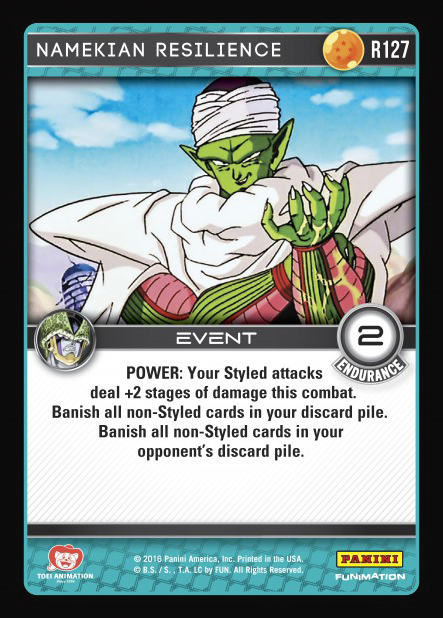 NAMEKIAN RESILIENCE R127
EVENT 2
ENDURANCE
POWER: Your Styled attacks
deal +2 stages of damage this combat.
Banish all non-Styled cards in your discard pile.
Banish all non-Styled cards in your
opponent's discard pile.
TOEI ANIMATION
© 2016 Panini America, Inc. Printed in the USA.
© B.S. / S. , T.A. LC by FUN. All Rights Reserved.
PANINI
FUNIMATION